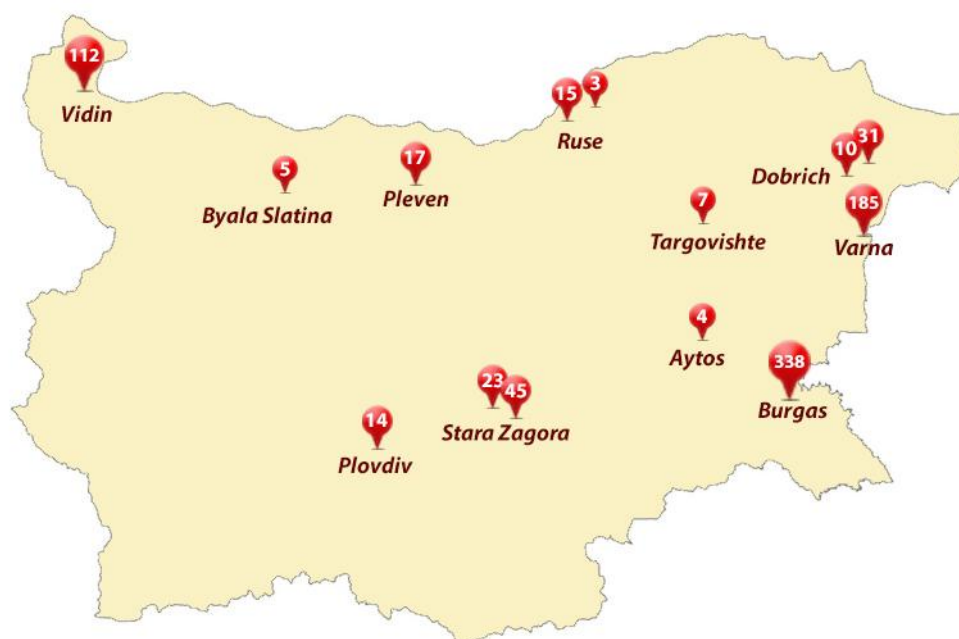 112
Vidin
15
3
Ruse
5
Byala Slatina
17
Pleven
10
31
Dobrich
7
Targovishte
185
Varna
4
Aytos
338
Burgas
23
45
Stara Zagora
14
Plovdiv